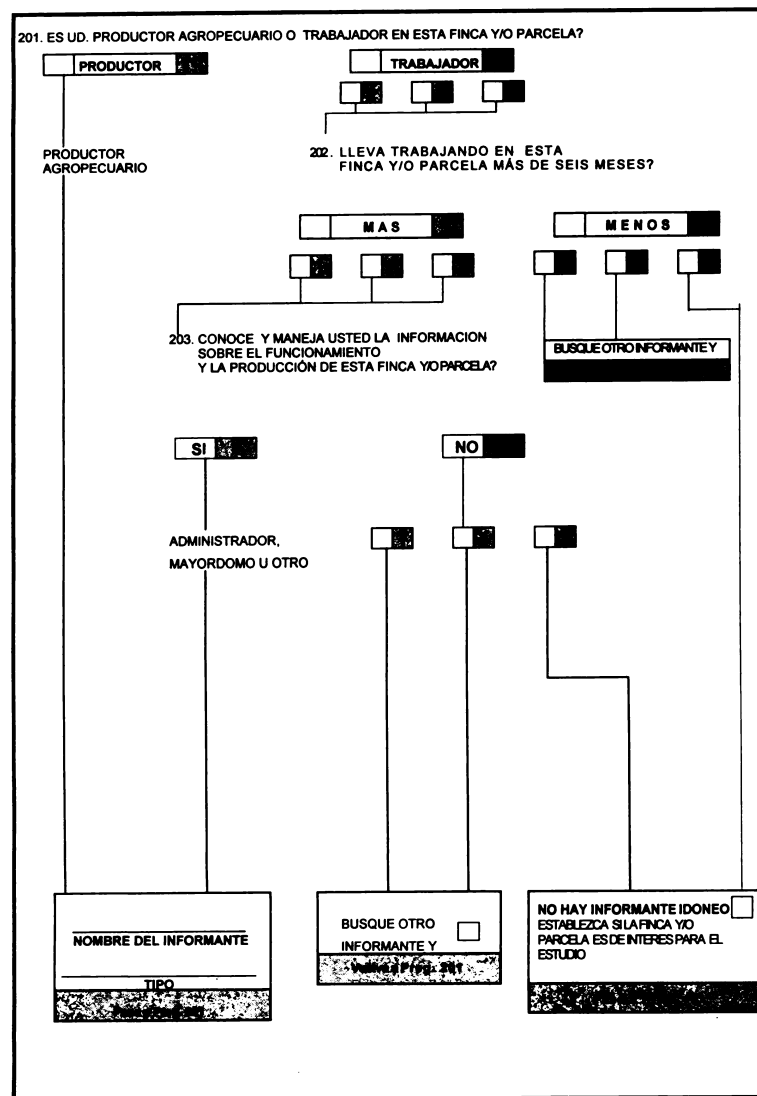 201. ES UD. PRODUCTOR AGROPECUARIO O TRABAJADOR EN ESTA FINCA Y/O PARCELA?
PRODUCTOR
TRABAJADOR
PRODUCTOR
AGROPECUARIO
202. LLEVA TRABAJANDO EN ESTA
FINCA Y/O PARCELA MÁS DE SEIS MESES?
MAS
MENOS
203. CONOCE Y MANEJA USTED LA INFORMACION
SOBRE EL FUNCIONAMIENTO
Y LA PRODUCCIÓN DE ESTA FINCA Y/O PARCELA?
BUSQUE OTRO INFORMANTE Y
SI
NO
ADMINISTRADOR,
MAYORDOMO U OTRO
NOMBRE DEL INFORMANTE
TIPO
BUSQUE OTRO
INFORMANTE Y
Preg. 201
NO HAY INFORMANTE IDONEO
ESTABLEZCA SI LA FINCA Y/O
PARCELA ES DE INTERES PARA EL
ESTUDIO